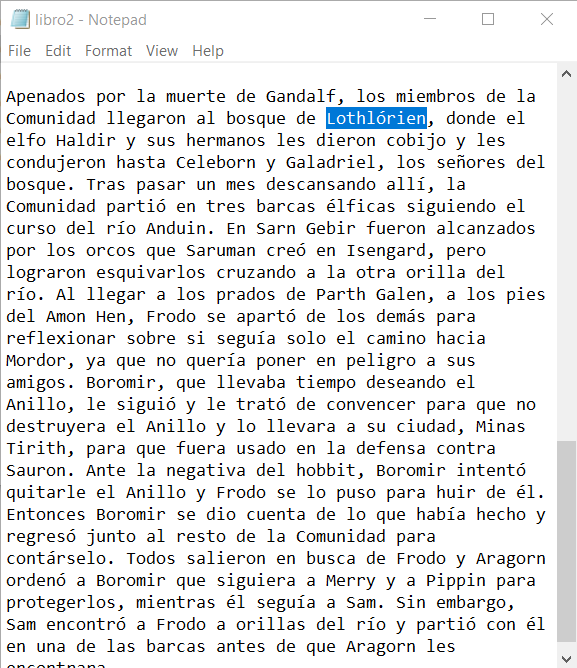 libro2 - Notepad
File Edit Format View Help
Apenados por la muerte de Gandalf, los miembros de la
Comunidad llegaron al bosque de Lothlórien, donde el
elfo Haldir y sus hermanos les dieron cobijo y les
condujeron hasta Celeborn y Galadriel, los señores del
bosque. Tras pasar un mes descansando allí, la
Comunidad partió en tres barcas élficas siguiendo el
curso del río Anduin. En Sarn Gebir fueron alcanzados
por los orcos que Saruman creó en Isengard, pero
lograron esquivarlos cruzando a la otra orilla del
río. Al llegar a los prados de Parth Galen, a los pies
del Amon Hen, Frodo se apartó de los demás para
reflexionar sobre si seguía solo el camino hacia
Mordor, ya que no quería poner en peligro a sus
amigos. Boromir, que llevaba tiempo deseando el
Anillo, le siguió y le trató de convencer para que no
destruyera el Anillo y lo llevara a su ciudad, Minas
Tirith, para que fuera usado en la defensa contra
Sauron. Ante la negativa del hobbit, Boromir intentó
quitarle el Anillo y Frodo se lo puso para huir de él.
Entonces Boromir se dio cuenta de lo que había hecho y
regresó junto al resto de la Comunidad para
contárselo. Todos salieron en busca de Frodo y Aragorn
ordenó a Boromir que siguiera a Merry y a Pippin para
protegerlos, mientras él seguía a Sam. Sin embargo,
Sam encontró a Frodo a orillas del río y partió con él
en una de las barcas antes de que Aragorn les